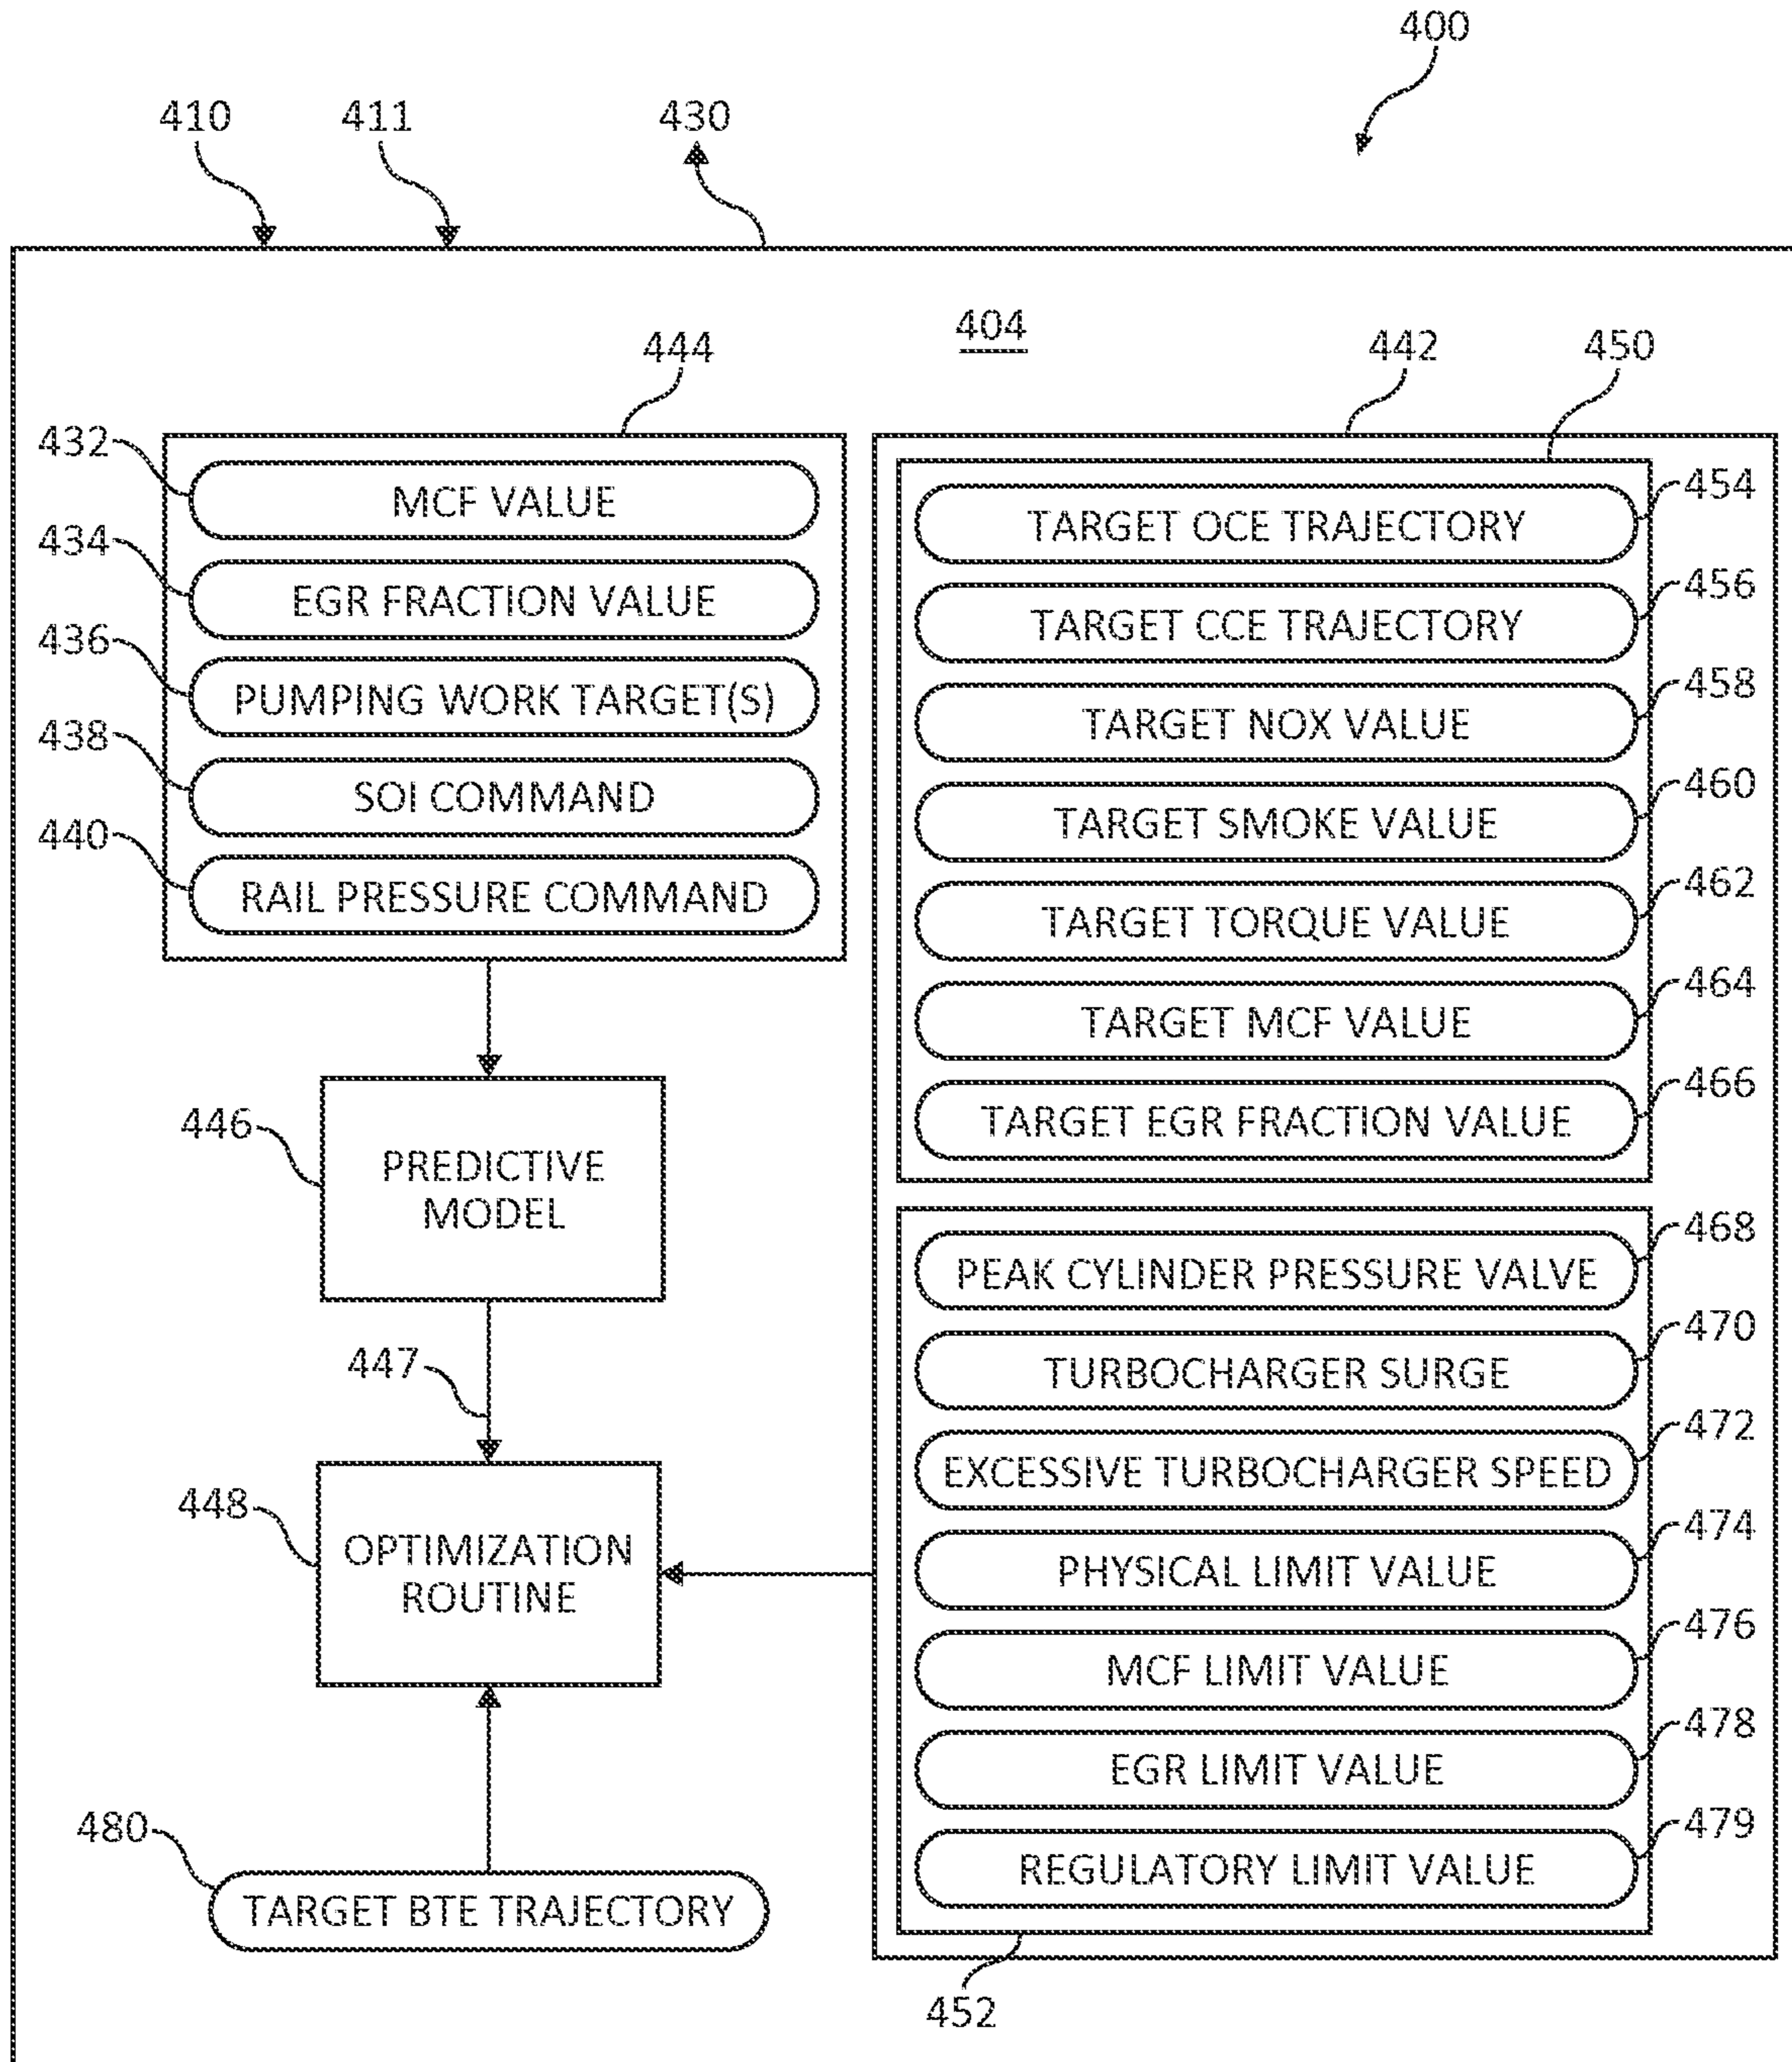 400
410
411
430
404
444
442
450
432
MCF VALUE
434
EGR FRACTION VALUE
436
PUMPING WORK TARGET(S)
438
SOI COMMAND
440
RAIL PRESSURE COMMAND
454
TARGET OCE TRAJECTORY
456
TARGET CCE TRAJECTORY
458
TARGET NOX VALUE
460
TARGET SMOKE VALUE
462
TARGET TORQUE VALUE
464
TARGET MCF VALUE
466
TARGET EGR FRACTION VALUE
446
PREDICTIVE
MODEL
447
448
OPTIMIZATION
ROUTINE
468
PEAK CYLINDER PRESSURE VALVE
470
TURBOCHARGER SURGE
472
EXCESSIVE TURBOCHARGER SPEED
474
PHYSICAL LIMIT VALUE
476
MCF LIMIT VALUE
478
EGR LIMIT VALUE
479
REGULATORY LIMIT VALUE
480
TARGET BTE TRAJECTORY
452